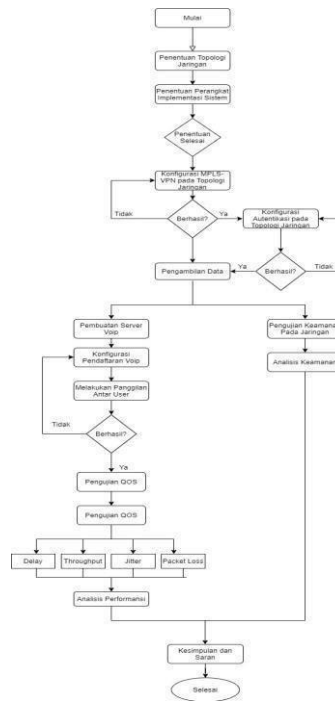 Mulai
Penentuan Topologi
Jaringan
Penentuan Perangkat
Implementasi Sistem
Penentuan
Selesai
Konfigurasi MPLS-
VPN pada Topologi
Jaringan
Tidak
Berhasil?
Ya
Konfigurasi
Autentikasi pada
Topologi Jaringan
Pengambilan Data
Ya
Berhasil?
Tidak
Pembuatan Server
Voip
Pengujian Keamanan
Pada Jaringan
Konfigurasi
Pendaftaran Voip
Analisis Keamanan
Melakukan Panggilan
Antar User
Tidak
Berhasil?
Ya
Pengujian QOS
Pengujian QOS
Delay
Throughput
Jitter
Packet Loss
Analisis Performansi
Kesimpulan dan
Saran
Selesai